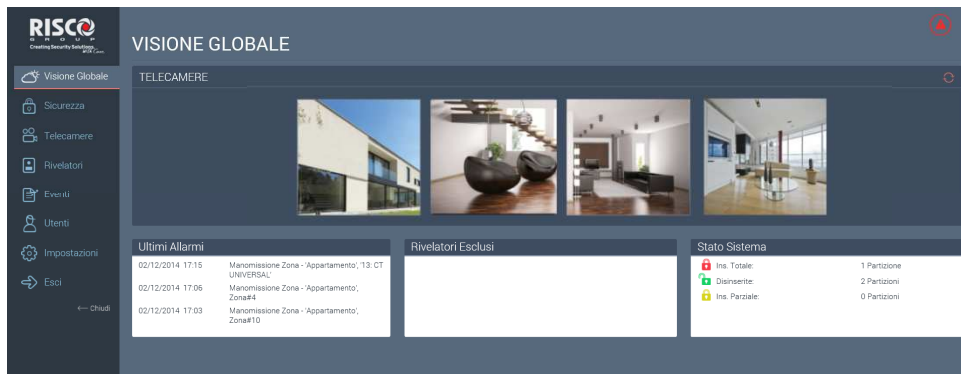 RISCO
GROUP
Creating Security Solutions.
With Care.
VISIONE GLOBALE
Visione Globale
Sicurezza
Telecamere
Rivelatori
Eventi
Utenti
Impostazioni
Esci
← Chiudi
TELECAMERE
Ultimi Allarmi
02/12/2014 17:15 Manomissione Zona - 'Appartamento', '13: CT
UNIVERSAL'
02/12/2014 17:06 Manomissione Zona - 'Appartamento',
Zona#4
02/12/2014 17:03 Manomissione Zona - 'Appartamento',
Zona#10
Rivelatori Esclusi
Stato Sistema
Ins. Totale: 1 Partizione
Disinserite: 2 Partizioni
Ins. Parziale: 0 Partizioni